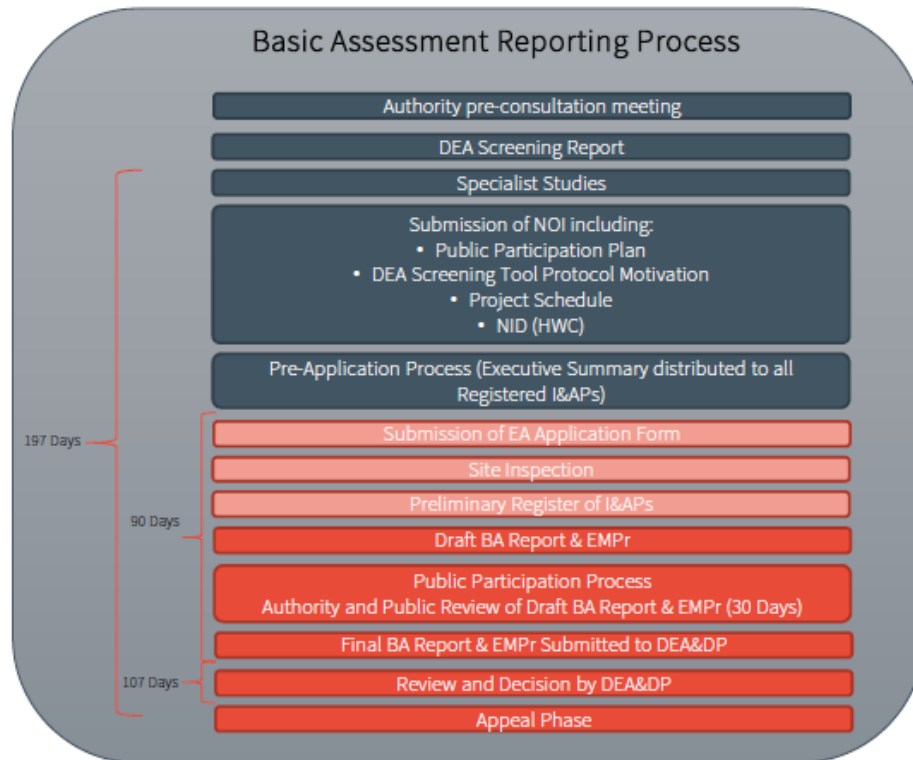 Basic Assessment Reporting Process
Authority pre-consultation meeting
DEA Screening Report
Specialist Studies
Submission of NOI including:
• Public Participation Plan
• DEA Screening Tool Protocol Motivation
• Project Schedule
• NID (HWC)
Pre-Application Process (Executive Summary distributed to all
Registered I&APs)
197 Days
Submission of EA Application Form
Site Inspection
Preliminary Register of I&APs
90 Days
Draft BA Report & EMPr
Public Participation Process
Authority and Public Review of Draft BA Report & EMPr (30 Days)
Final BA Report & EMPr Submitted to DEA&DP
107 Days
Review and Decision by DEA&DP
Appeal Phase